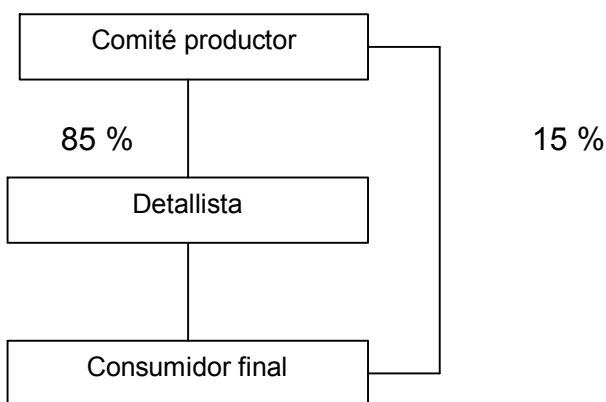 Comité productor
85 %
15 %
Detallista
Consumidor final